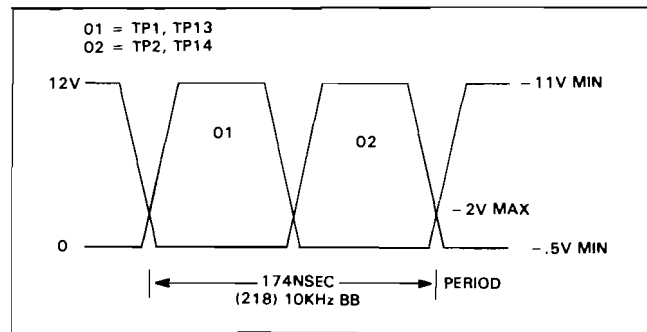 01 = TP1, TP13
02 = TP2, TP14
12V
-11V MIN
01
02
-2V MAX
0
-.5V MIN
174NSEC
PERIOD
(218) 10KHz BB